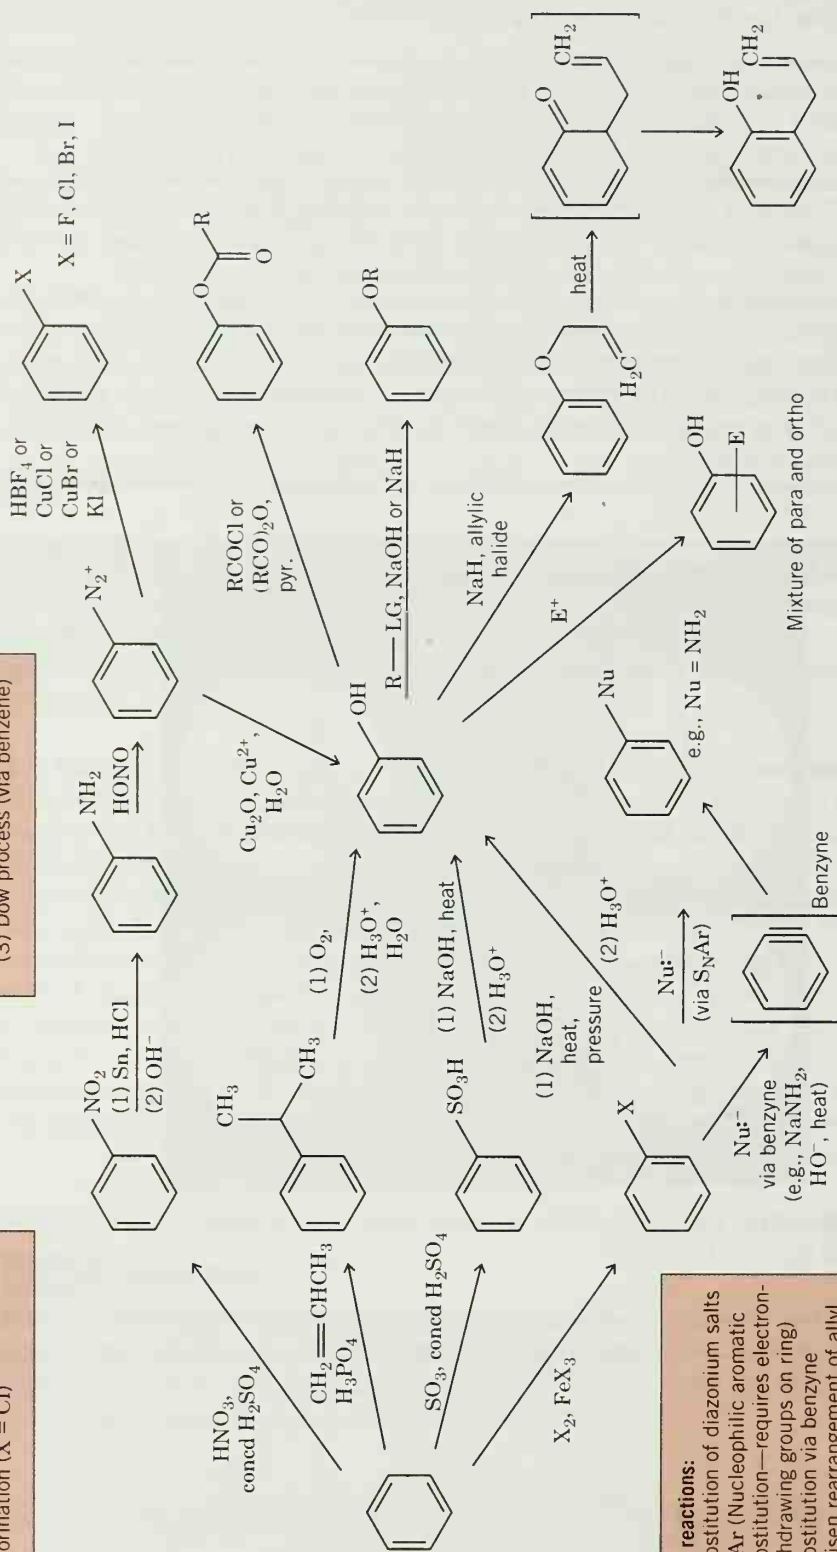 ormation (X = Cl)
(3) Dow process (via benzene)
HNO₃,
concd H₂SO₄
CH₂=CHCH₃
H₃PO₄
SO₃, concd H₂SO₄
X₂, FeX₃
NO₂
(1) Sn, HCl
(2) OH⁻
NH₂
HONO
N₂⁺
HBF₄ or
CuCl or
CuBr or
KI
X
X = F, Cl, Br, I
Cu₂O, Cu²⁺,
H₂O
CH₃
CH₃
(1) O₂,
(2) H₃O⁺,
H₂O
SO₃H
(1) NaOH, heat
(2) H₃O⁺
X
(1) NaOH,
heat,
pressure
(2) H₃O⁺
OH
RCOCl or
(RCO)₂O,
pyr.
O
R
O
R—LG, NaOH or NaH
OR
NaH, allylic
halide
O
H₂C
heat
O
CH₂
OH
CH₂
E⁺
OH
E
Mixture of para and ortho
Nu:⁻
(via SNAr)
Nu
e.g., Nu = NH₂
Nu:⁻
via benzyne
(e.g., NaNH₂,
HO⁻, heat)
Benzyne
reactions:
ostitution of diazonium salts
Ar (Nucleophilic aromatic
ostitution—requires electron-
hdrawing groups on ring)
ostitution via benzyne
isen rearrangement of allyl